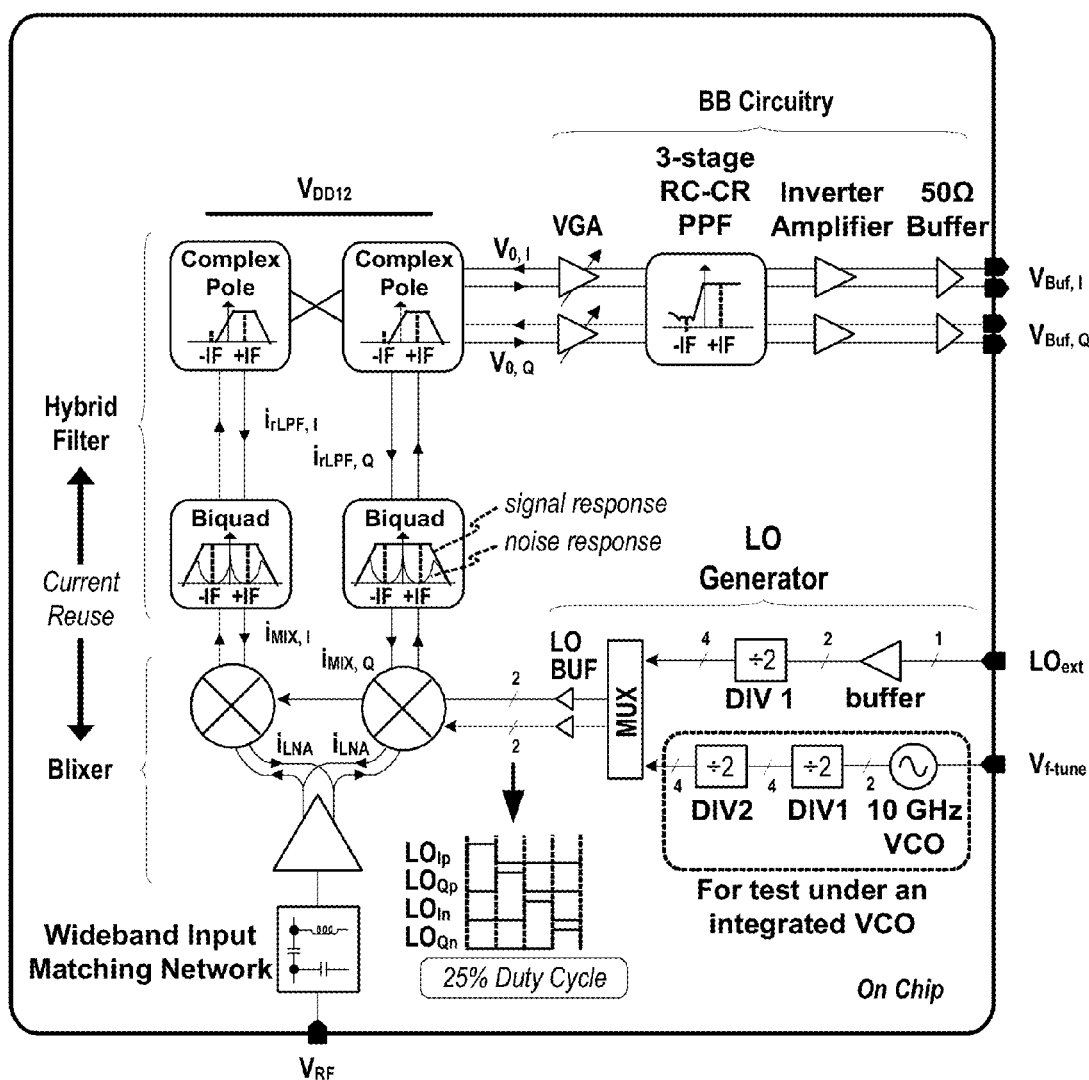 BB Circuitry
3-stage
RC-CR
PPF
Inverter
Amplifier
50Ω
Buffer
VGA
VDD12
Complex
Pole
-IF +IF
Complex
Pole
-IF +IF
V0, I
V0, Q
-IF +IF
VBuf, I
VBuf, Q
Hybrid
Filter
Current
Reuse
Blixer
irLPF, I
irLPF, Q
Biquad
-IF +IF
Biquad
-IF +IF
signal response
noise response
iMIX, I
iMIX, Q
iLNA
iLNA
LO
Generator
LO
BUF
2
2
MUX
4
÷2
DIV 1
2
buffer
1
LOext
4
÷2
DIV2
4
÷2
DIV1
2
10 GHz
VCO
Vf-tune
For test under an
integrated VCO
LOIp
LOQp
LOIn
LOQn
25% Duty Cycle
Wideband Input
Matching Network
On Chip
VRF